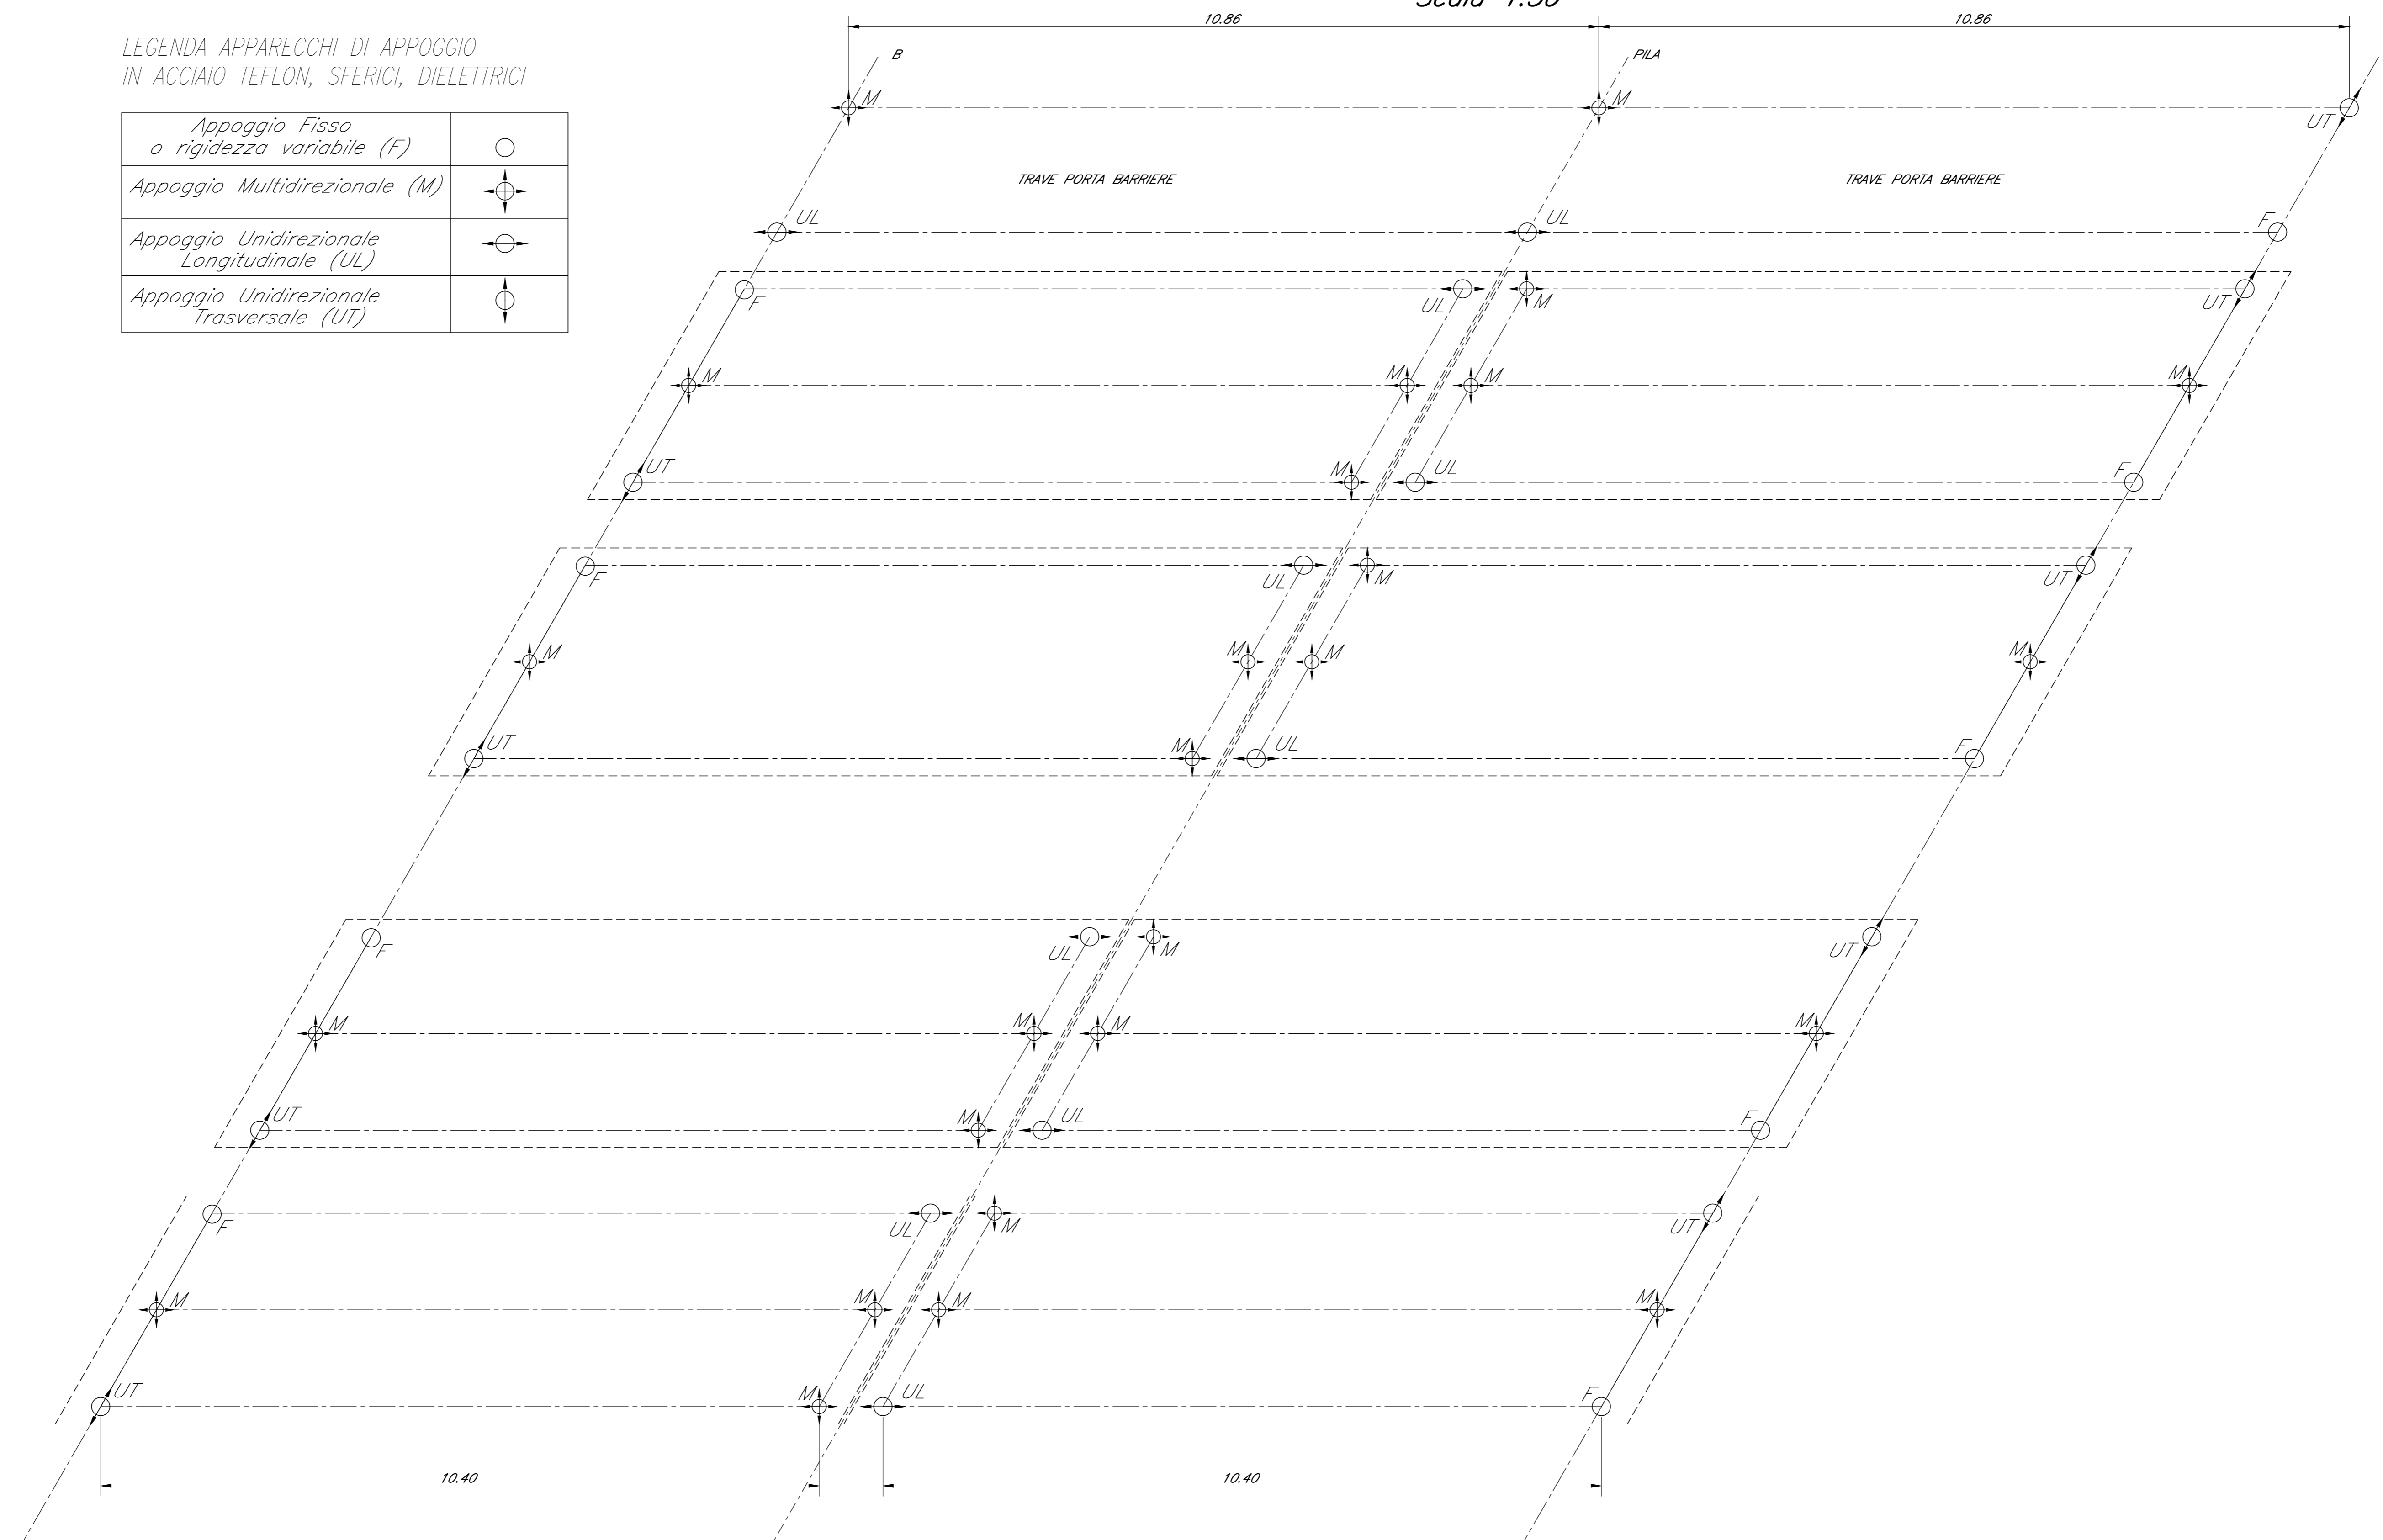 Scala 1:50
10.86
10.86
LEGENDA APPARECCHI DI APPOGGIO
IN ACCIAIO TEFLON, SFERICI, DIELETTRICI
B
PILA
M
M
UT
Appoggio Fisso
o rigidezza variabile (F)
Appoggio Multidirezionale (M)
Appoggio Unidirezionale
Longitudinale (UL)
Appoggio Unidirezionale
Trasversale (UT)
TRAVE PORTA BARRIERE
TRAVE PORTA BARRIERE
UL
UL
F
F
UL
M
UT
M
M
M
M
UT
M
UL
F
F
UL
M
UT
M
M
M
M
UT
M
UL
F
F
UL
M
UT
M
M
M
M
UT
M
UL
F
F
UL
M
UT
M
M
M
M
UT
M
UL
F
10.40
10.40